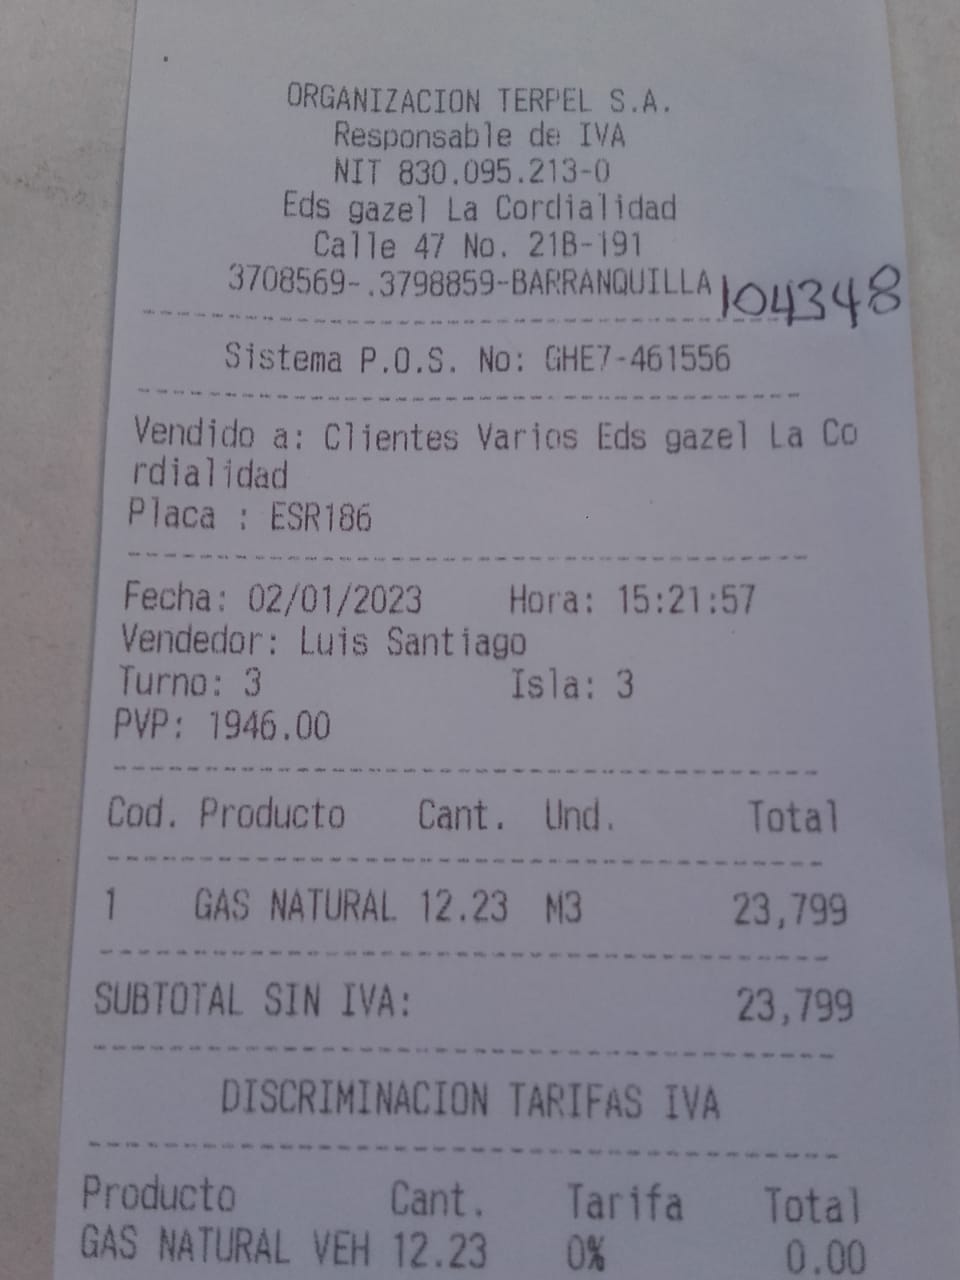 ORGANIZACION TERPEL S.A.
Responsable de IVA
NIT 830.095.213-0
Eds gazel La Cordialidad
Calle 47 No. 21B-191
3708569-.3798859-BARRANQUILLA 104348
Sistema P.O.S. No: GHE7-461556
Vendido a: Clientes Varios Eds gazel La Co
rdialidad
Placa : ESR186
Fecha: 02/01/2023 Hora: 15:21:57
Vendedor: Luis Santiago
Turno: 3 Isla: 3
PVP: 1946.00
Cod. Producto Cant. Und. Total
1 GAS NATURAL 12.23 M3 23,799
SUBTOTAL SIN IVA: 23,799
DISCRIMINACION TARIFAS IVA
Producto Cant. Tarifa Total
GAS NATURAL VEH 12.23 0% 0.00